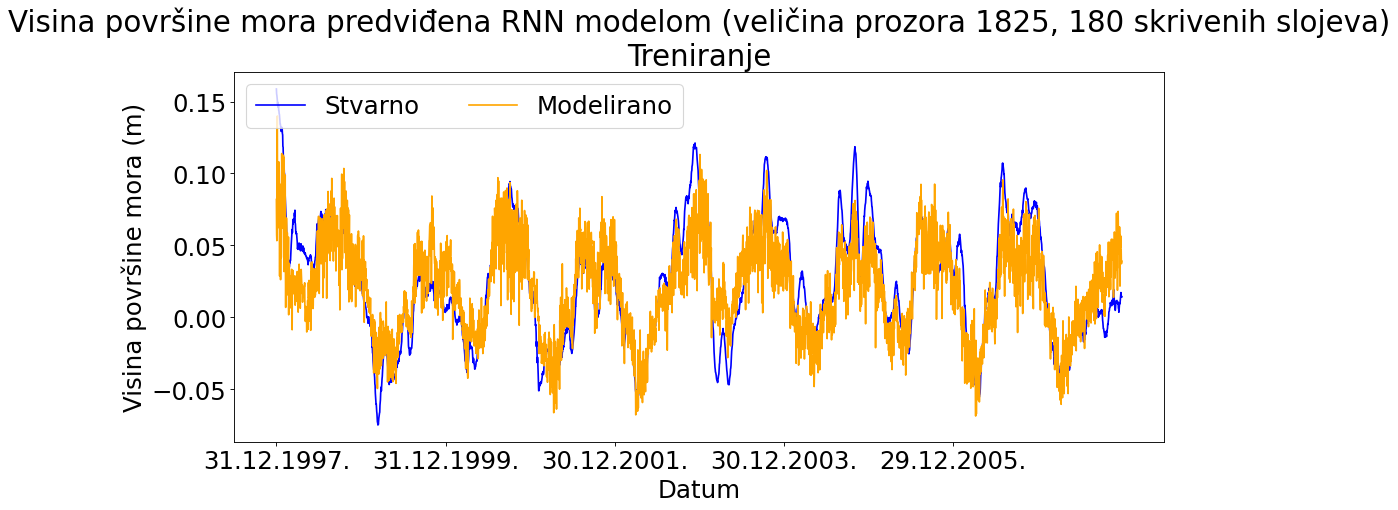 Visina površine mora predviđena RNN modelom (veličina prozora 1825, 180 skrivenih slojeva)
Treniranje
Stvarno Modelirano
Visina površine mora (m)
0.15
0.10
0.05
0.00
−0.05
31.12.1997. 31.12.1999. 30.12.2001. 30.12.2003. 29.12.2005.
Datum